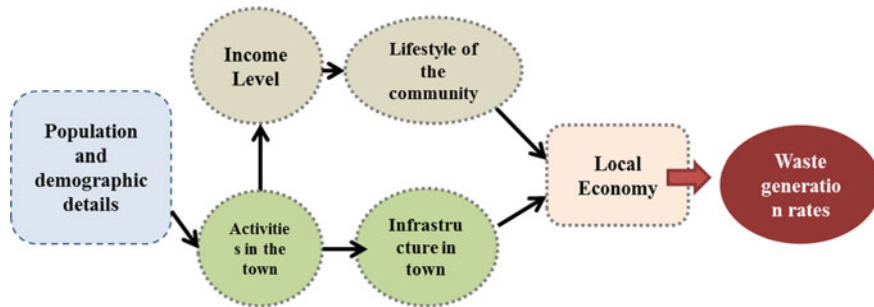 Population
and
demographic
details
Income
Level
Lifestyle of
the
community
Activitie
s in the
town
Infrastru
cture in
town
Local
Economy
Waste
generatio
n rates